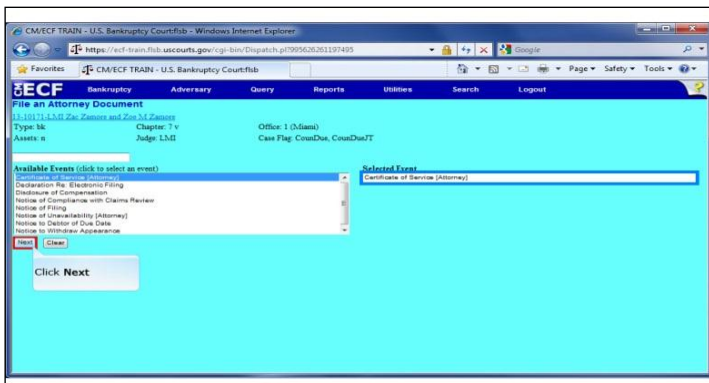 CM/ECF TRAIN - U.S. Bankruptcy Court:flsb - Windows Internet Explorer
https://ecf-train.flsb.uscourts.gov/cgi-bin/Dispatch.pl?995626261197495
Google
Favorites CM/ECF TRAIN - U.S. Bankruptcy Court:flsb Page Safety Tools
ECF Bankruptcy Adversary Query Reports Utilities Search Logout
File an Attorney Document
13-10171-LMI Zac Zamore and Zoe M Zamore
Type: bk Chapter: 7 v Office: 1 (Miami)
Assets: n Judge: LMI Case Flag: CounDue, CounDueJT
Available Events (click to select an event) Selected Event
Certificate of Service [Attorney] Certificate of Service [Attorney]
Declaration Re: Electronic Filing
Disclosure of Compensation
Notice of Compliance with Claims Review
Notice of Filing
Notice of Unavailability [Attorney]
Notice to Debtor of Due Date
Notice to Withdraw Appearance
Next Clear
Click Next